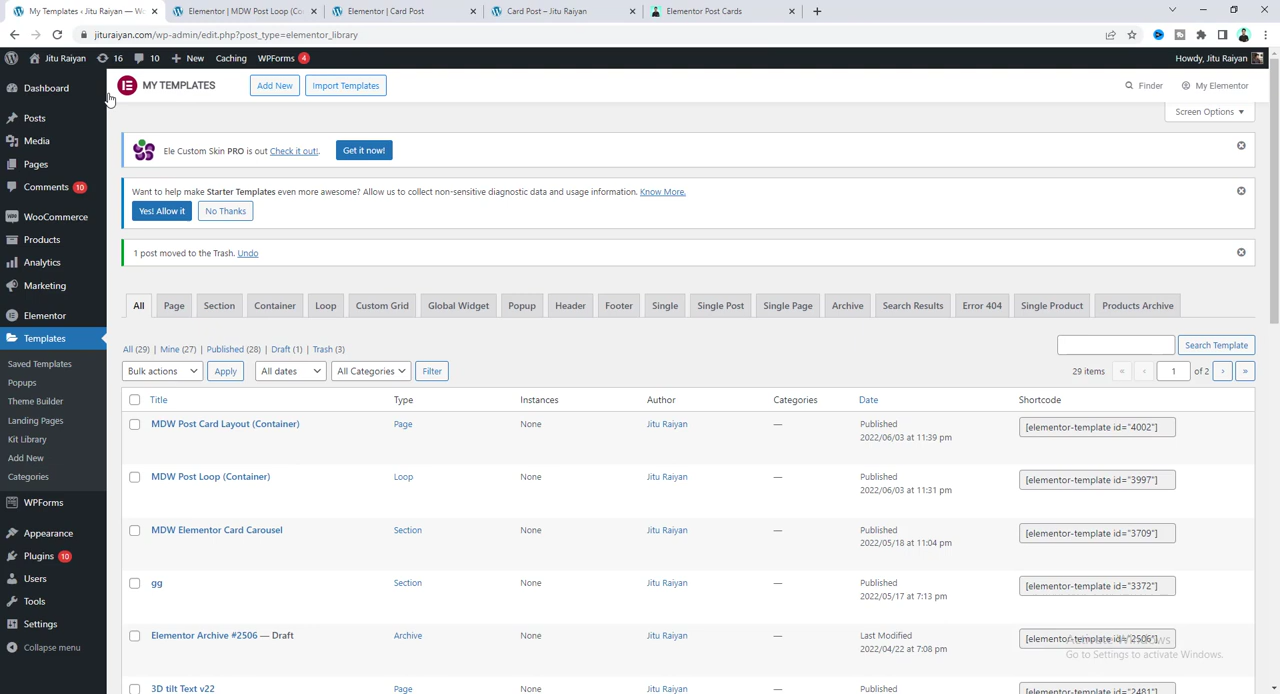 My Templates ‹ Jitu Raiyan — Wo
Elementor | MDW Post Loop (Con
Elementor | Card Post
Card Post – Jitu Raiyan
Elementor Post Cards
jituraiyan.com/wp-admin/edit.php?post_type=elementor_library
Jitu Raiyan 16 10 New Caching WPForms 4 Howdy, Jitu Raiyan
Dashboard
Posts
Media
Pages
Comments 10
WooCommerce
Products
Analytics
Marketing
Elementor
Templates
Saved Templates
Popups
Theme Builder
Landing Pages
Kit Library
Add New
Categories
WPForms
Appearance
Plugins 10
Users
Tools
Settings
Collapse menu
MY TEMPLATES Add New Import Templates Finder My Elementor
Screen Options
Ele Custom Skin PRO is out Check it out!. Get it now!
Want to help make Starter Templates even more awesome? Allow us to collect non-sensitive diagnostic data and usage information. Know More.
Yes! Allow it No Thanks
1 post moved to the Trash. Undo
All Page Section Container Loop Custom Grid Global Widget Popup Header Footer Single Single Post Single Page Archive Search Results Error 404 Single Product Products Archive
All (29) | Mine (27) | Published (28) | Draft (1) | Trash (3) Search Template
Bulk actions Apply All dates All Categories Filter 29 items « ‹ 1 of 2 › »
Title Type Instances Author Categories Date Shortcode
MDW Post Card Layout (Container) Page None Jitu Raiyan — Published [elementor-template id="4002"]
2022/06/03 at 11:39 pm
MDW Post Loop (Container) Loop None Jitu Raiyan — Published [elementor-template id="3997"]
2022/06/03 at 11:31 pm
MDW Elementor Card Carousel Section None Jitu Raiyan — Published [elementor-template id="3709"]
2022/05/18 at 11:04 pm
gg Section None Jitu Raiyan — Published [elementor-template id="3372"]
2022/05/17 at 7:13 pm
Elementor Archive #2506 — Draft Archive None Jitu Raiyan — Last Modified [elementor-template id="2506"]
2022/04/22 at 7:08 pm
Activate Windows
Go to Settings to activate Windows.
3D tilt Text v22 Page None Jitu Raiyan — Published [elementor-template id="2481"]